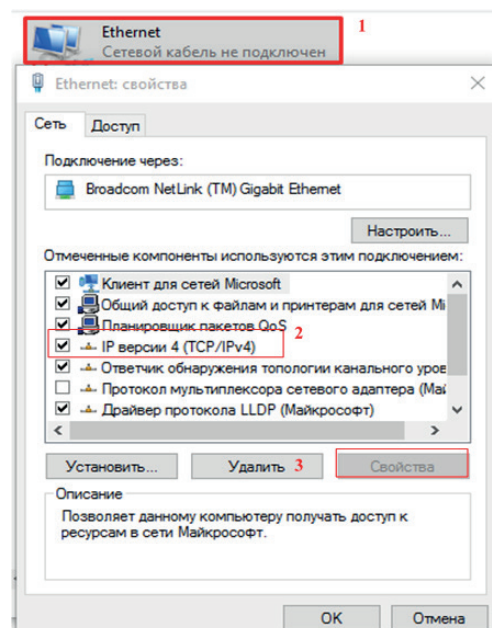 Ethernet
1
Сетевой кабель не подключен
Ethernet: свойства
Сеть Доступ
Подключение через:
Broadcom NetLink (TM) Gigabit Ethernet
Настроить...
Отмеченные компоненты используются этим подключением:
Клиент для сетей Microsoft
Общий доступ к файлам и принтерам для сетей Mi
Планировщик пакетов QoS
2
IP версии 4 (TCP/IPv4)
Ответчик обнаружения топологии канального уров
Протокол мультиплексора сетевого адаптера (Май
Драйвер протокола LLDP (Майкрософт)
Установить... Удалить 3 Свойства
Описание
Позволяет данному компьютеру получать доступ к
ресурсам в сети Майкрософт.
OK Отмена